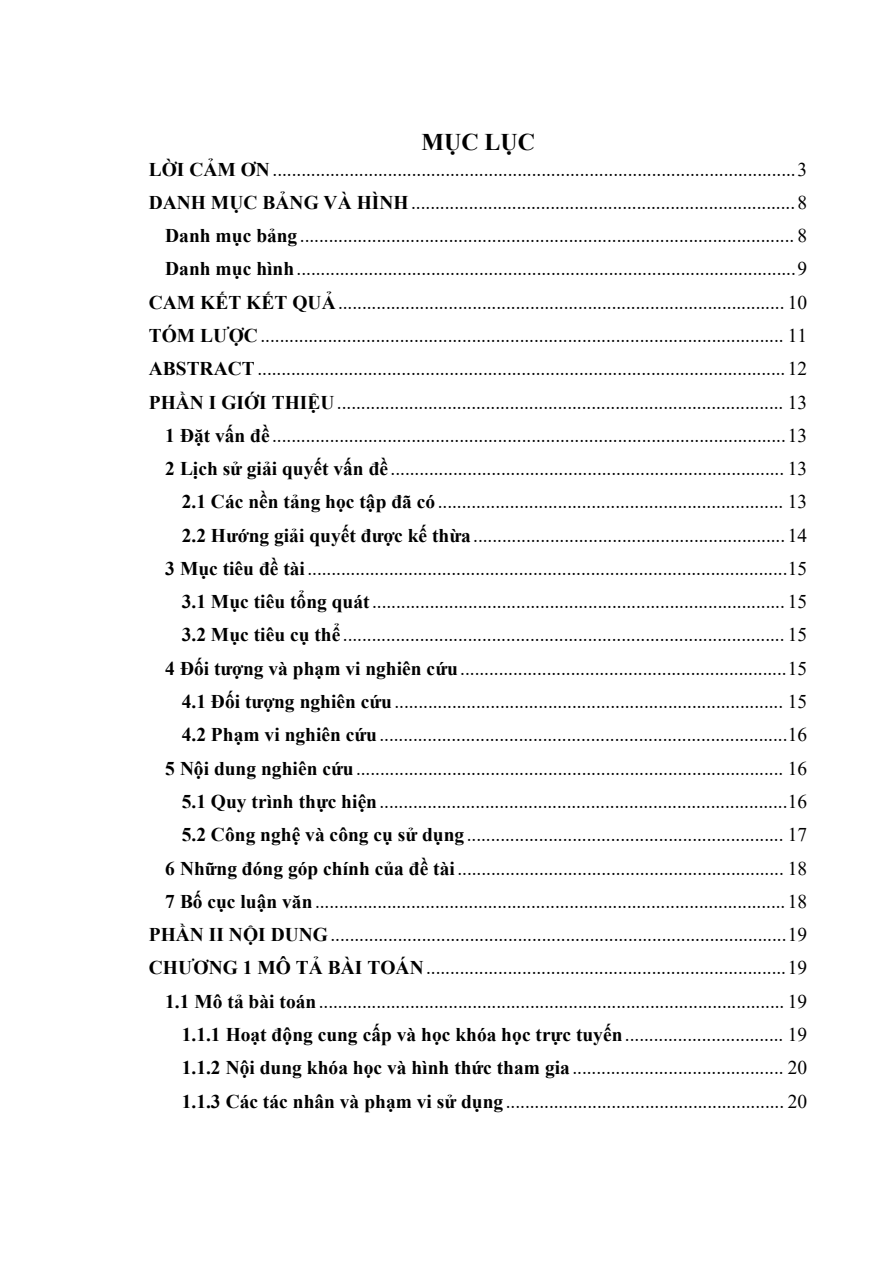 MỤC LỤC
LỜI CẢM ƠN 3
DANH MỤC BẢNG VÀ HÌNH 8
Danh mục bảng 8
Danh mục hình 9
CAM KẾT KẾT QUẢ 10
TÓM LƯỢC 11
ABSTRACT 12
PHẦN I GIỚI THIỆU 13
1 Đặt vấn đề 13
2 Lịch sử giải quyết vấn đề 13
2.1 Các nền tảng học tập đã có 13
2.2 Hướng giải quyết được kế thừa 14
3 Mục tiêu đề tài 15
3.1 Mục tiêu tổng quát 15
3.2 Mục tiêu cụ thể 15
4 Đối tượng và phạm vi nghiên cứu 15
4.1 Đối tượng nghiên cứu 15
4.2 Phạm vi nghiên cứu 16
5 Nội dung nghiên cứu 16
5.1 Quy trình thực hiện 16
5.2 Công nghệ và công cụ sử dụng 17
6 Những đóng góp chính của đề tài 18
7 Bố cục luận văn 18
PHẦN II NỘI DUNG 19
CHƯƠNG 1 MÔ TẢ BÀI TOÁN 19
1.1 Mô tả bài toán 19
1.1.1 Hoạt động cung cấp và học khóa học trực tuyến 19
1.1.2 Nội dung khóa học và hình thức tham gia 20
1.1.3 Các tác nhân và phạm vi sử dụng 20